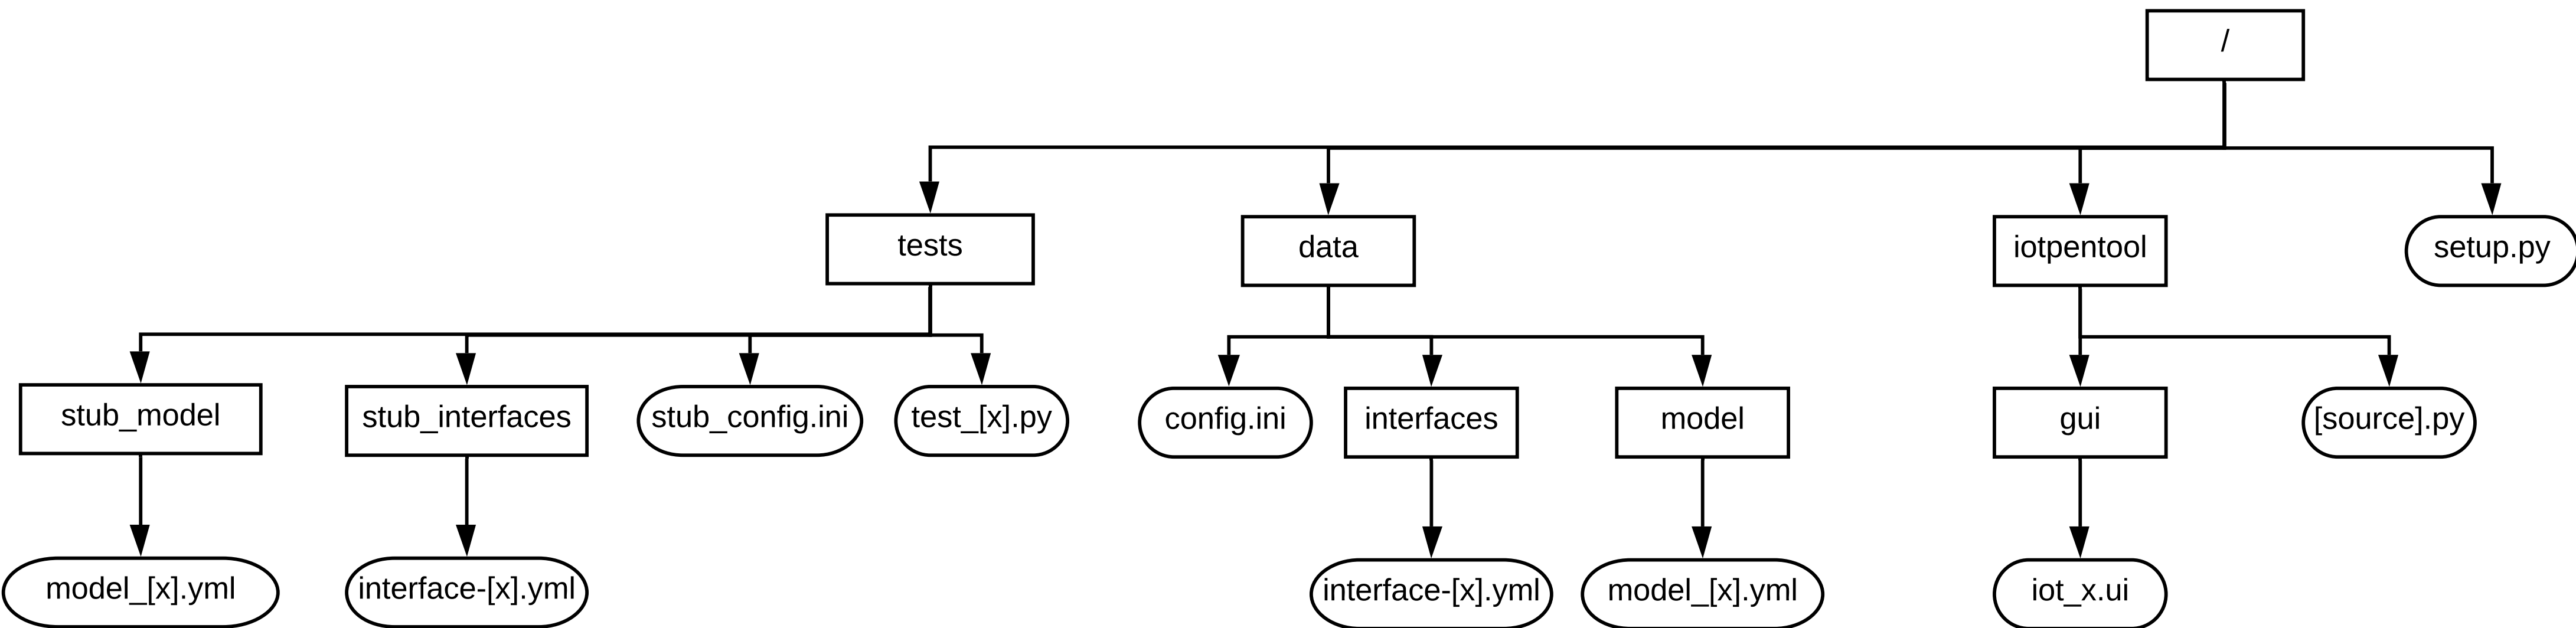 /
tests
data
iotpentool
setup.py
stub_model
stub_interfaces
stub_config.ini
test_[x].py
config.ini
interfaces
model
gui
[source].py
model_[x].yml
interface-[x].yml
interface-[x].yml
model_[x].yml
iot_x.ui